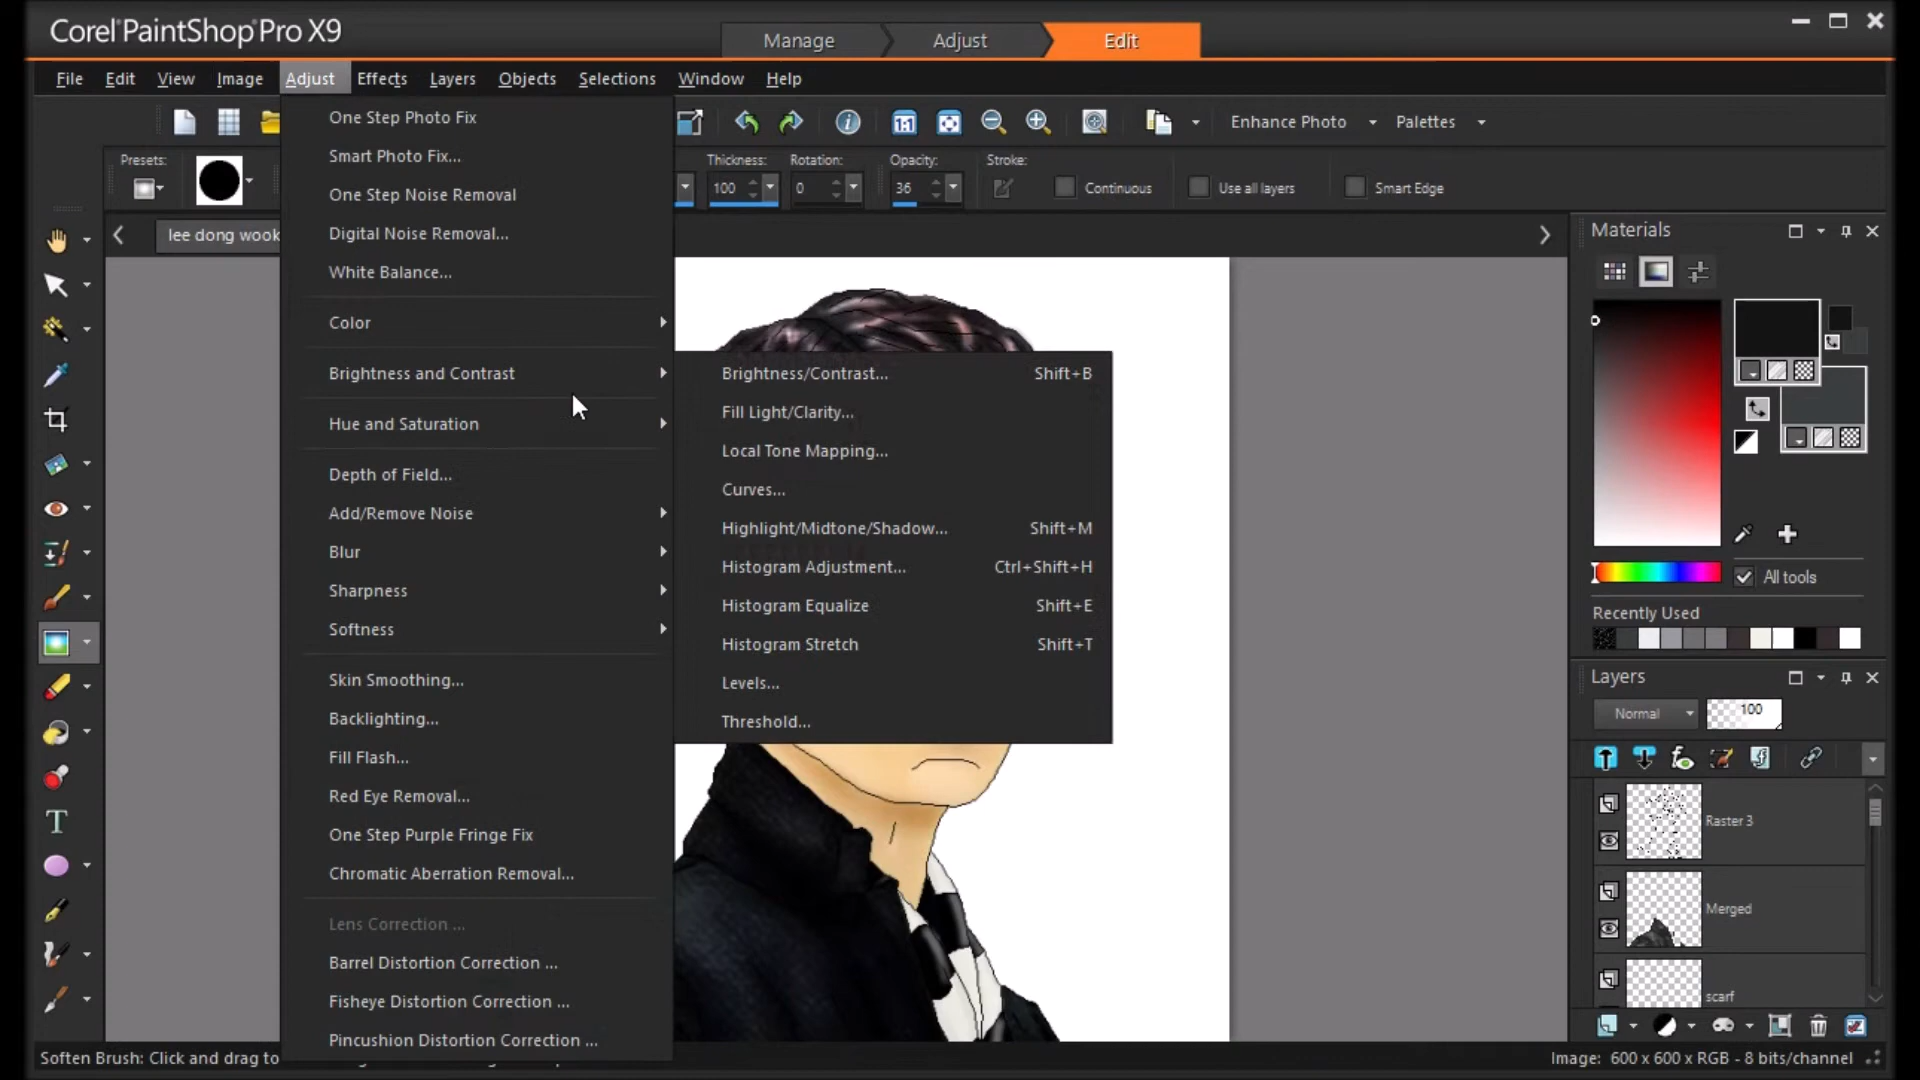 Corel PaintShop Pro X9
Manage
Adjust
Edit
File
Edit
View
Image
Adjust
Effects
Layers
Objects
Selections
Window
Help
Enhance Photo
Palettes
Presets:
Thickness:
100
Rotation:
0
Opacity:
36
Stroke:
Continuous
Use all layers
Smart Edge
lee dong wook
One Step Photo Fix
Smart Photo Fix...
One Step Noise Removal
Digital Noise Removal...
White Balance...
Color
Brightness and Contrast
Hue and Saturation
Depth of Field...
Add/Remove Noise
Blur
Sharpness
Softness
Skin Smoothing...
Backlighting...
Fill Flash...
Red Eye Removal...
One Step Purple Fringe Fix
Chromatic Aberration Removal...
Lens Correction ...
Barrel Distortion Correction ...
Fisheye Distortion Correction ...
Pincushion Distortion Correction ...
Brightness/Contrast... Shift+B
Fill Light/Clarity...
Local Tone Mapping...
Curves...
Highlight/Midtone/Shadow... Shift+M
Histogram Adjustment... Ctrl+Shift+H
Histogram Equalize Shift+E
Histogram Stretch Shift+T
Levels...
Threshold...
Materials
All tools
Recently Used
Layers
Normal
100
Raster 3
Merged
scarf
Soften Brush: Click and drag to
Image: 600 x 600 x RGB - 8 bits/channel